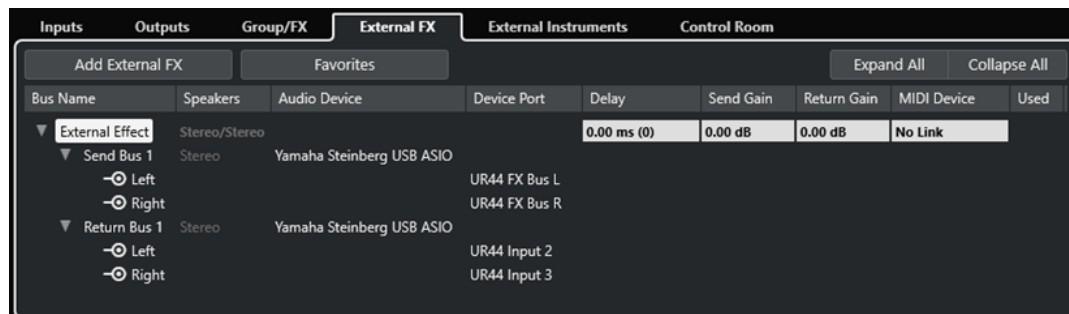 Inputs Outputs Group/FX External FX External Instruments Control Room
Add External FX Favorites Expand All Collapse All
Bus Name Speakers Audio Device Device Port Delay Send Gain Return Gain MIDI Device Used
External Effect Stereo/Stereo 0.00 ms (0) 0.00 dB 0.00 dB No Link
Send Bus 1 Stereo Yamaha Steinberg USB ASIO
Left UR44 FX Bus L
Right UR44 FX Bus R
Return Bus 1 Stereo Yamaha Steinberg USB ASIO
Left UR44 Input 2
Right UR44 Input 3